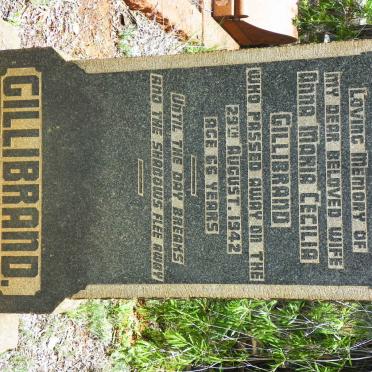 LOVING MEMORY OF
MY DEAR BELOVED WIFE
ANNA MARIA CECILIA
GILLIBRAND
WHO PASSED AWAY ON THE
29TH AUGUST. 1942
AGE 66 YEARS
UNTIL THE DAY BREAKS
AND THE SHADOWS FLEE AWAY
GILLIBRAND.